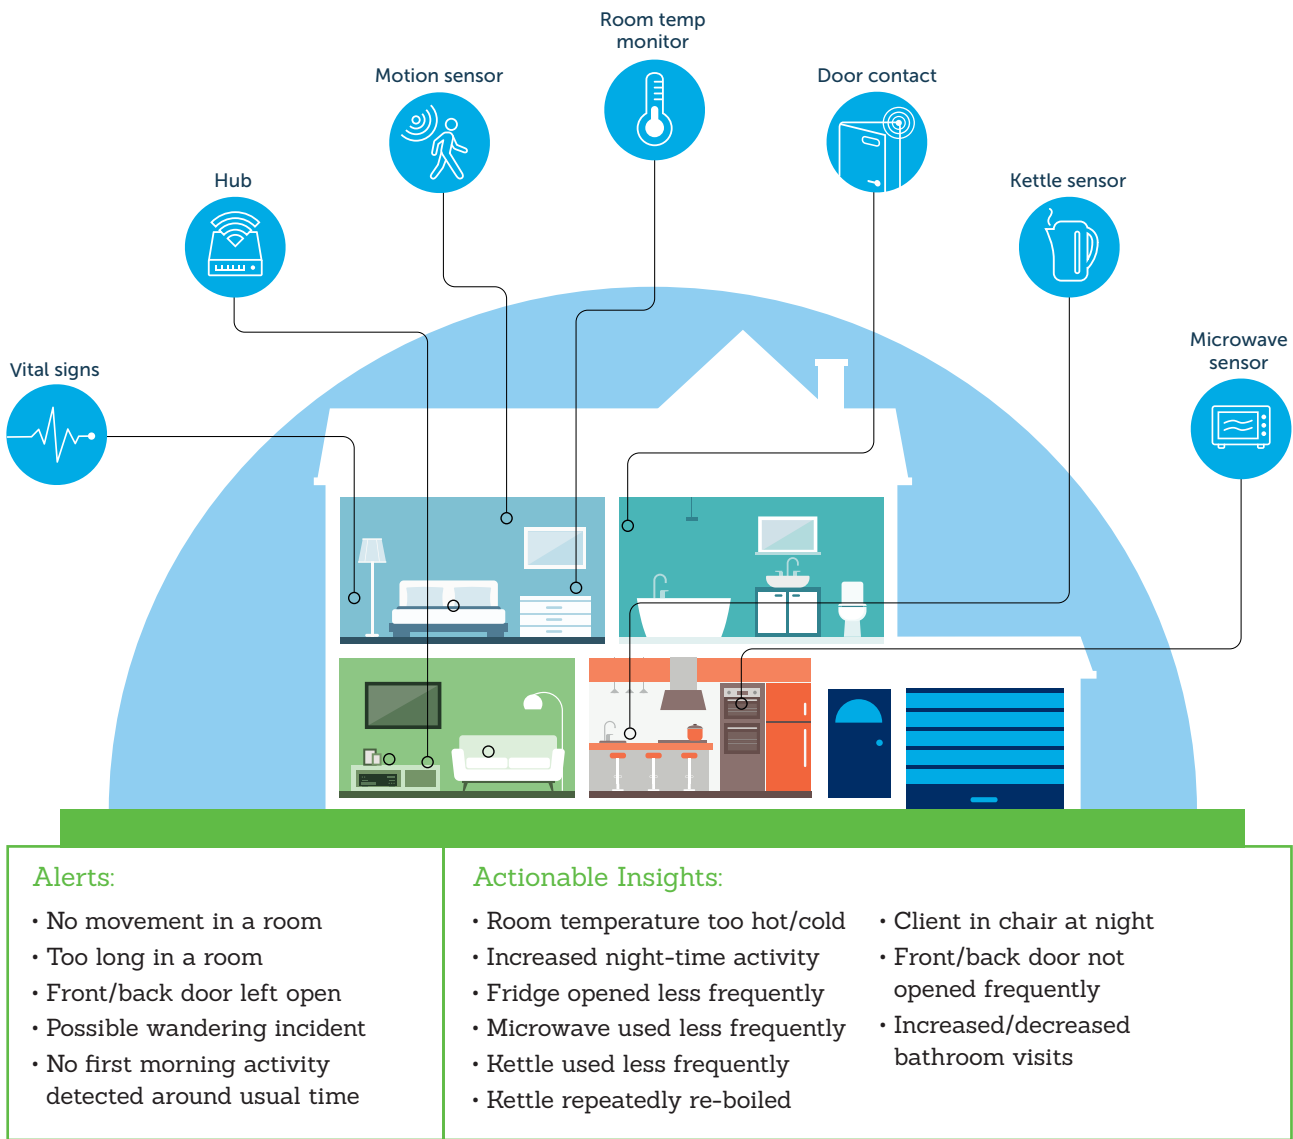 Room temp
monitor
Motion sensor
Door contact
Hub
Kettle sensor
Microwave
sensor
Vital signs
Alerts:
• No movement in a room
• Too long in a room
• Front/back door left open
• Possible wandering incident
• No first morning activity
detected around usual time
Actionable Insights:
• Room temperature too hot/cold
• Increased night-time activity
• Fridge opened less frequently
• Microwave used less frequently
• Kettle used less frequently
• Kettle repeatedly re-boiled
• Client in chair at night
• Front/back door not
opened frequently
• Increased/decreased
bathroom visits